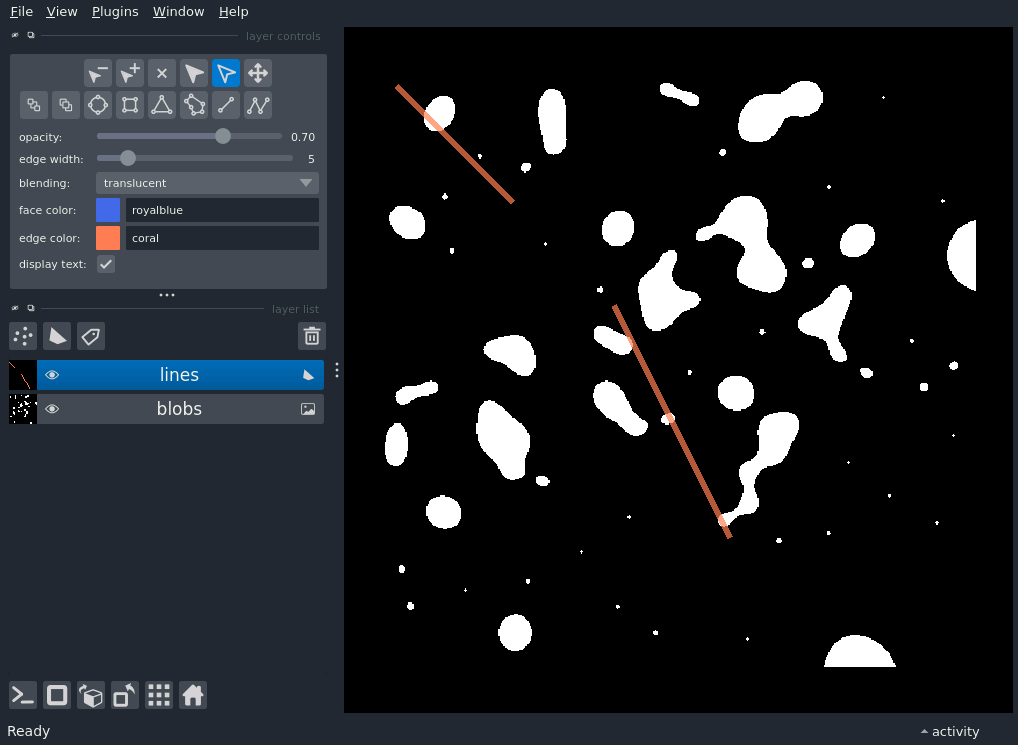 File View Plugins Window Help
layer controls
opacity: 0.70
edge width: 5
blending: translucent
face color: royalblue
edge color: coral
display text:
layer list
lines
blobs
Ready
activity